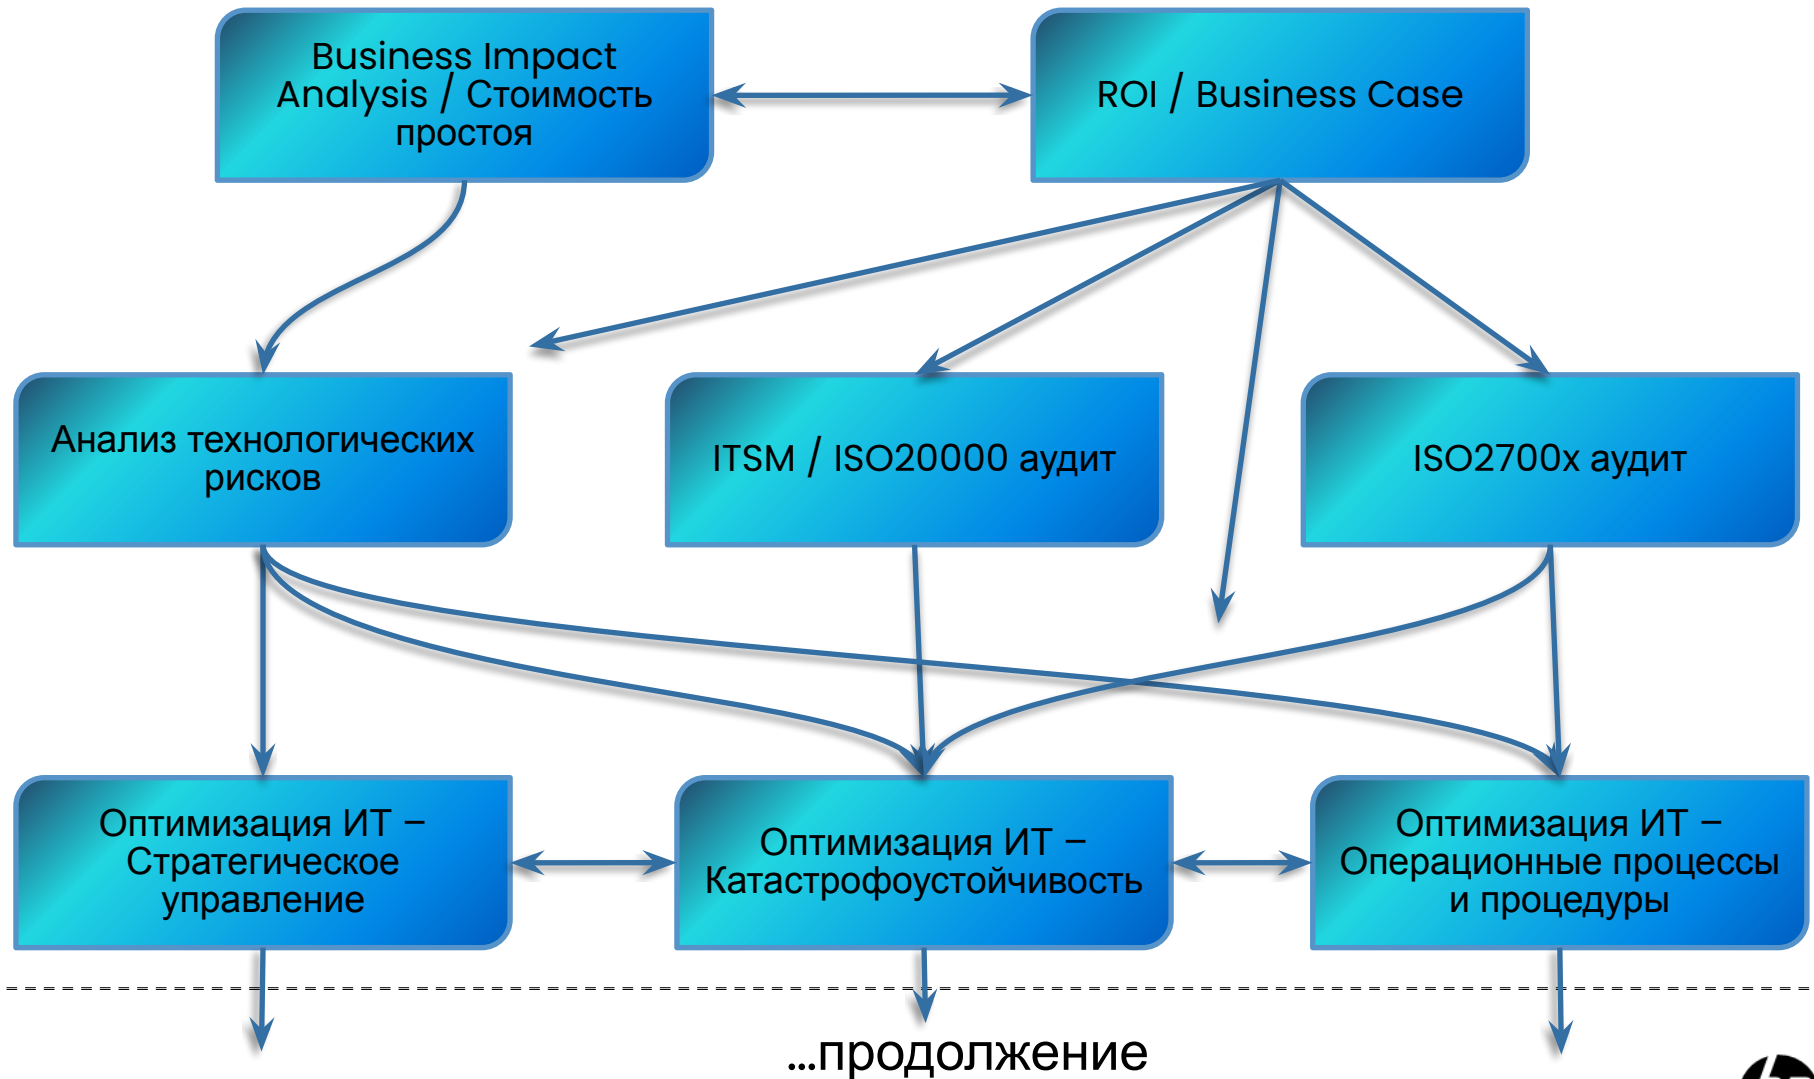 Business Impact
Analysis / Стоимость
простоя
ROI / Business Case
Анализ технологических
рисков
ITSM / ISO20000 аудит
ISO2700x аудит
Оптимизация ИТ –
Стратегическое
управление
Оптимизация ИТ –
Катастрофоустойчивость
Оптимизация ИТ –
Операционные процессы
и процедуры
...продолжение